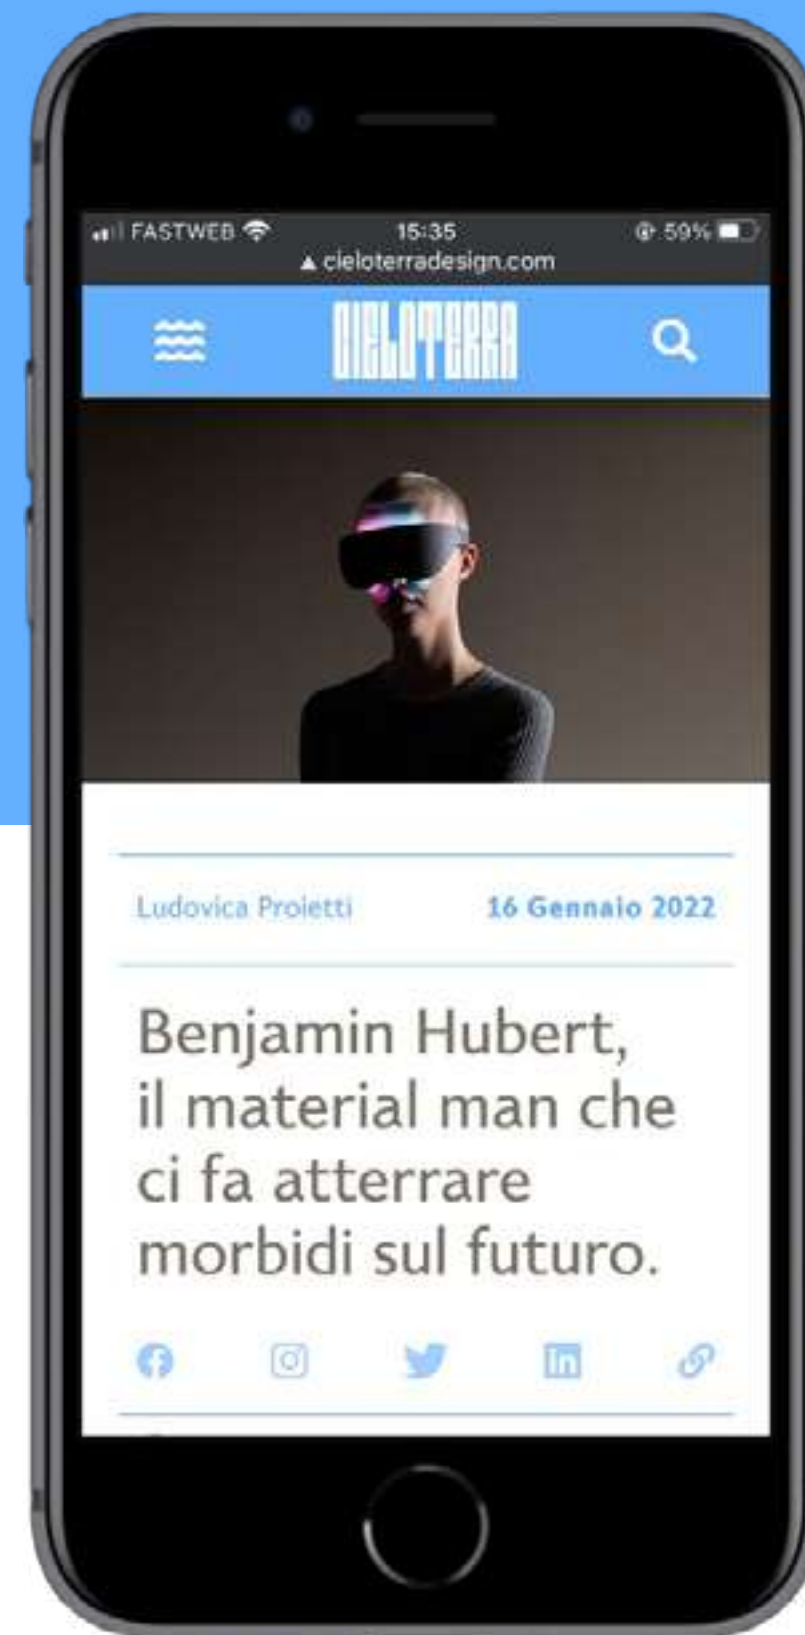 FASTWEB 15:35 59%
cieloterradesign.com
CIELOTERRA
Ludovica Proietti 16 Gennaio 2022
Benjamin Hubert,
il material man che
ci fa atterrare
morbidi sul futuro.